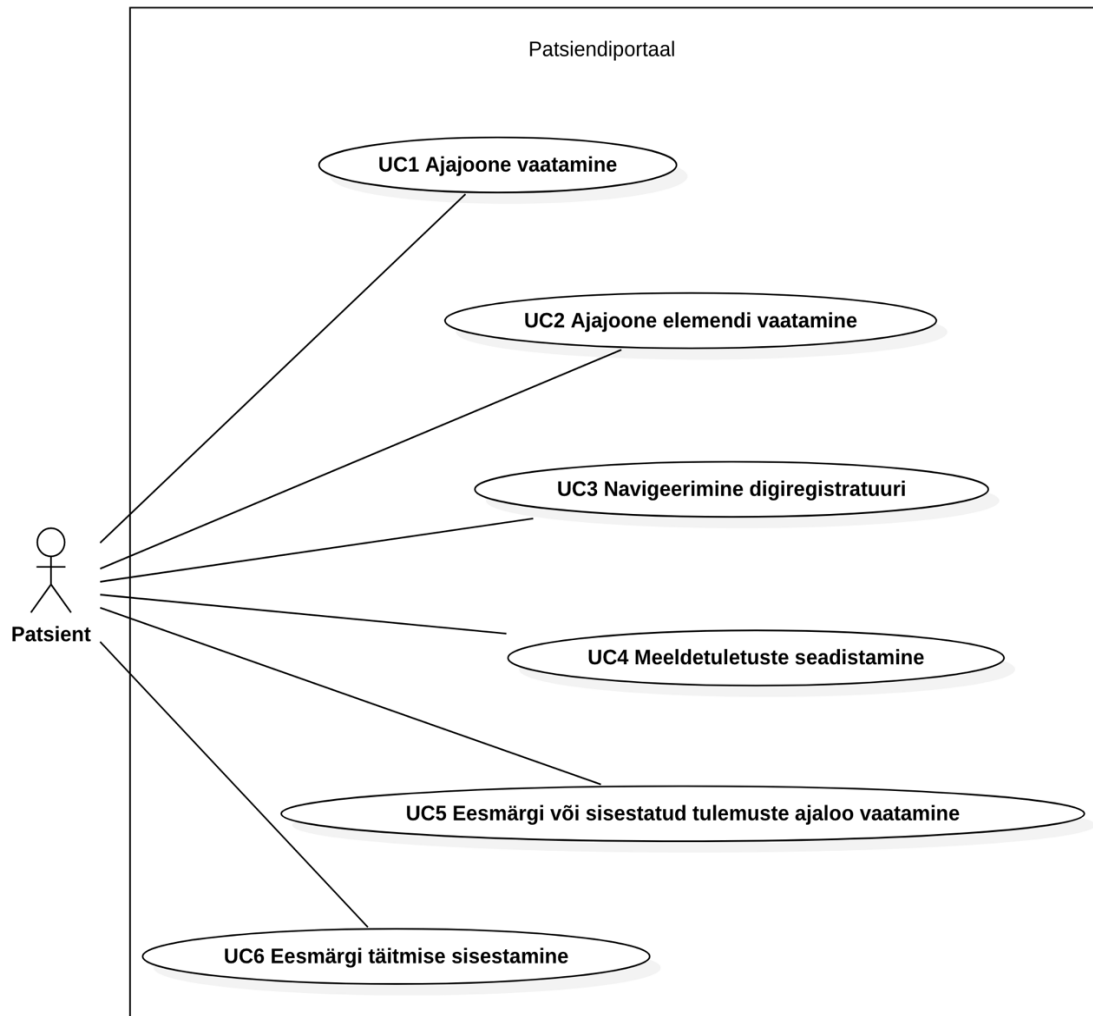 Patsiendiportaal
UC1 Ajajoone vaatamine
UC2 Ajajoone elemendi vaatamine
UC3 Navigeerimine digiregistratuuri
Patsient
UC4 Meeldetuletuste seadistamine
UC5 Eesmärgi või sisestatud tulemuste ajaloo vaatamine
UC6 Eesmärgi täitmise sisestamine